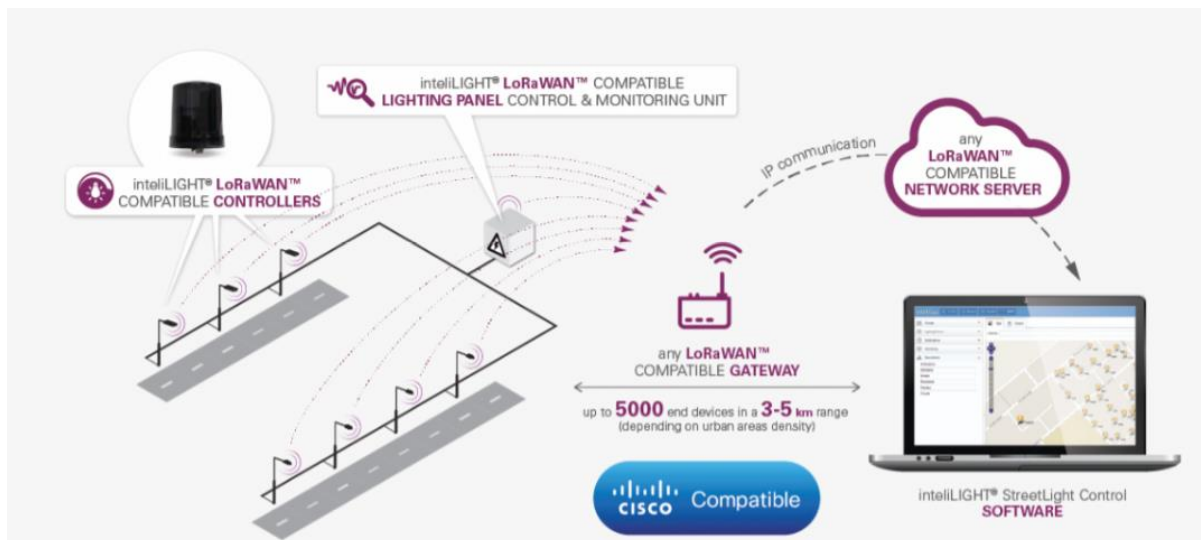 inteliLIGHT® LoRaWAN™ COMPATIBLE
LIGHTING PANEL CONTROL & MONITORING UNIT
inteliLIGHT® LoRaWAN™
COMPATIBLE CONTROLLERS
IP communication
any
LoRaWAN™
COMPATIBLE
NETWORK SERVER
any LoRaWAN™
COMPATIBLE GATEWAY
up to 5000 end devices in a 3-5 km range
(depending on urban areas density)
CISCO Compatible
inteliLIGHT® StreetLight Control
SOFTWARE